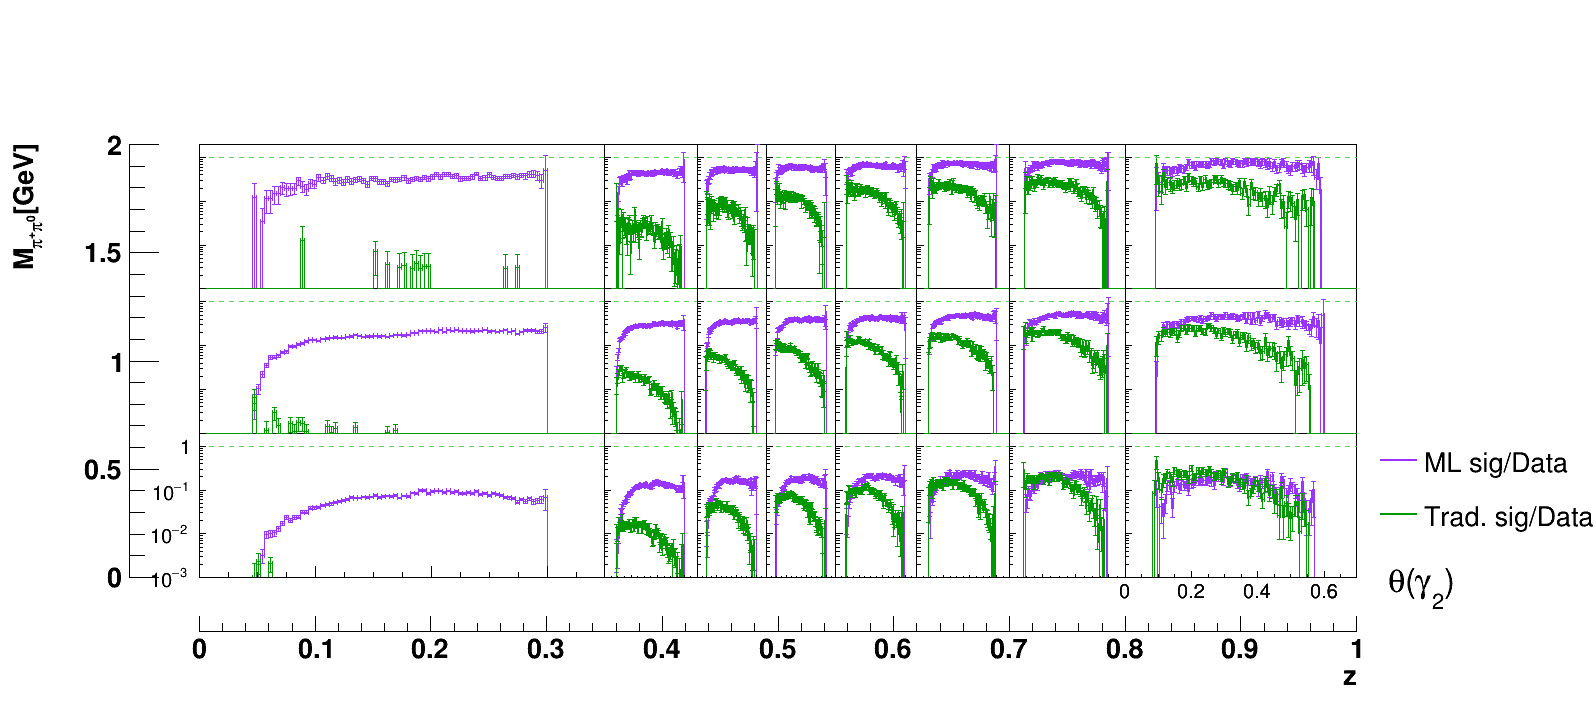 M π⁺π⁰ [GeV]
2
1.5
1
0.5
0
1
10⁻¹
10⁻²
10⁻³
ML sig/Data
Trad. sig/Data
0 0.2 0.4 0.6
θ(γ₂)
0 0.1 0.2 0.3 0.4 0.5 0.6 0.7 0.8 0.9 1
z